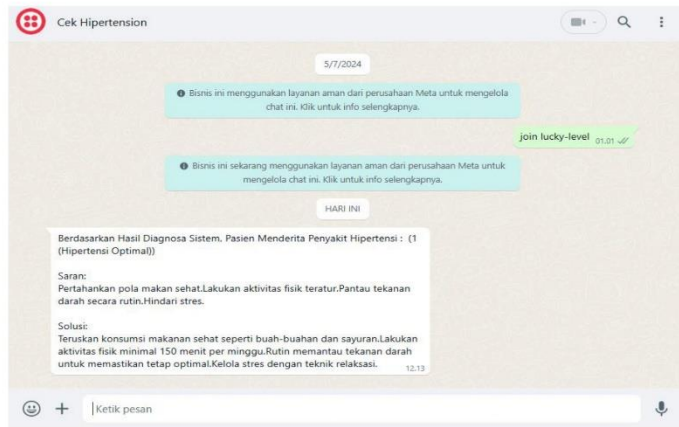 Cek Hipertension
5/7/2024
Bisnis ini menggunakan layanan aman dari perusahaan Meta untuk mengelola
chat ini. Klik untuk info selengkapnya.
join lucky-level 01.01
Bisnis ini sekarang menggunakan layanan aman dari perusahaan Meta untuk
mengelola chat ini. Klik untuk info selengkapnya.
HARI INI
Berdasarkan Hasil Diagnosa Sistem, Pasien Menderita Penyakit Hipertensi : (1
(Hipertensi Optimal))
Saran:
Pertahankan pola makan sehat.Lakukan aktivitas fisik teratur.Pantau tekanan
darah secara rutin.Hindari stres.
Solusi:
Teruskan konsumsi makanan sehat seperti buah-buahan dan sayuran.Lakukan
aktivitas fisik minimal 150 menit per minggu.Rutin memantau tekanan darah
untuk memastikan tetap optimal.Kelola stres dengan teknik relaksasi. 12.13
Ketik pesan